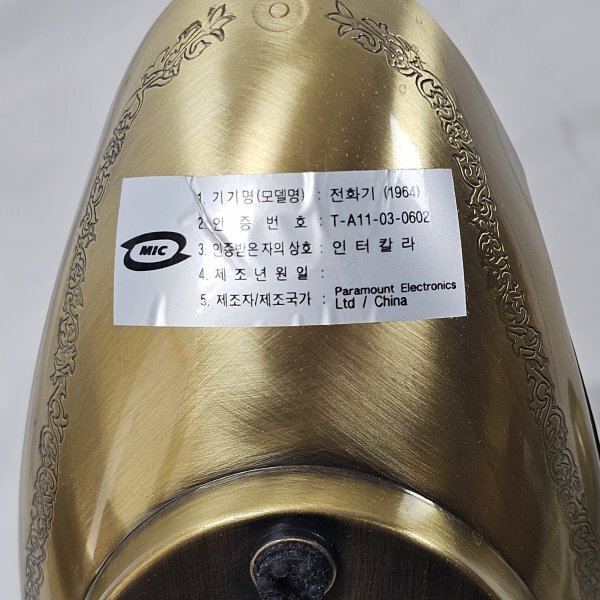 MIC
1. 기기명(모델명) : 전화기 (1964)
2. 인 증 번 호 : T-A11-03-0602
3. 인증받은자의상호 : 인 터 칼 라
4. 제 조 년 원 일 :
5. 제조자/제조국가 : Paramount Electronics
Ltd / China